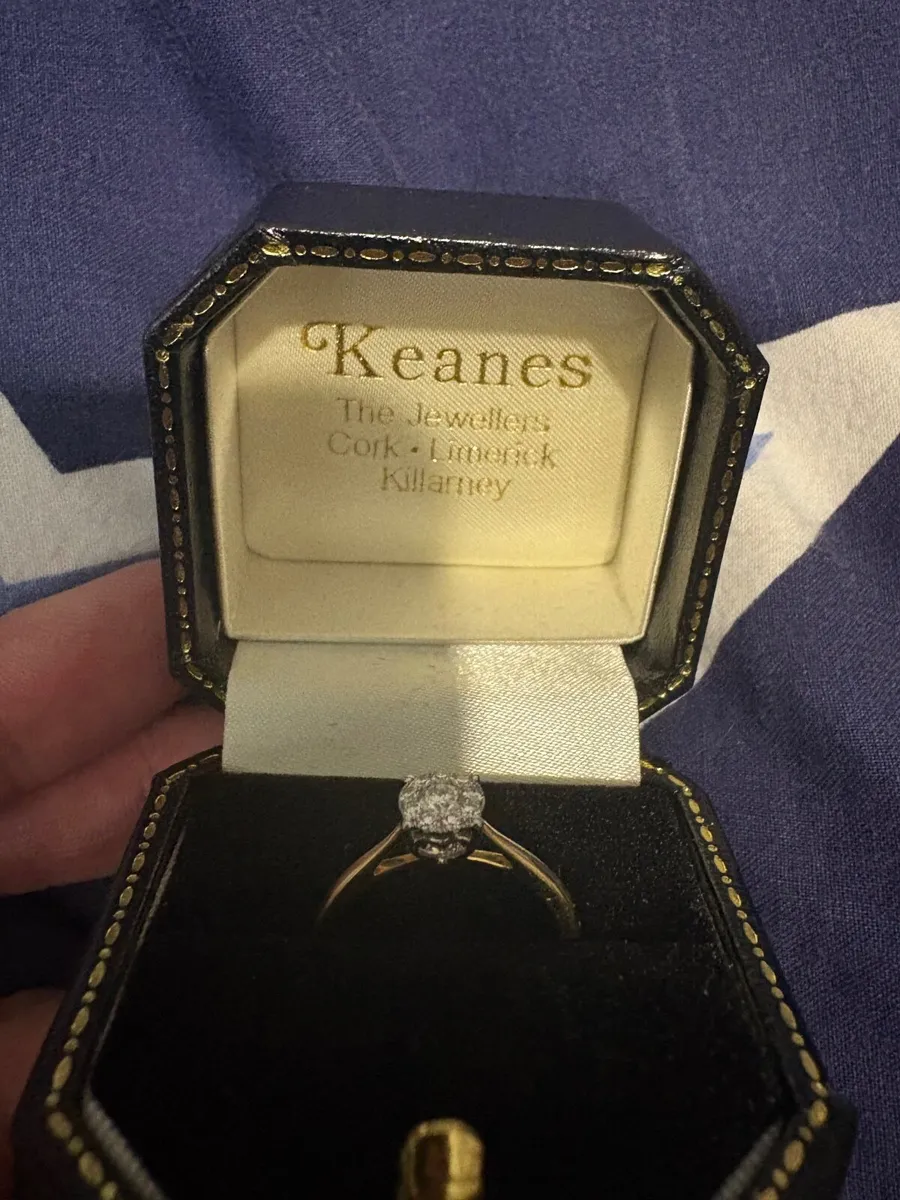 Keanes
The Jewellers
Cork • Limerick
Killarney